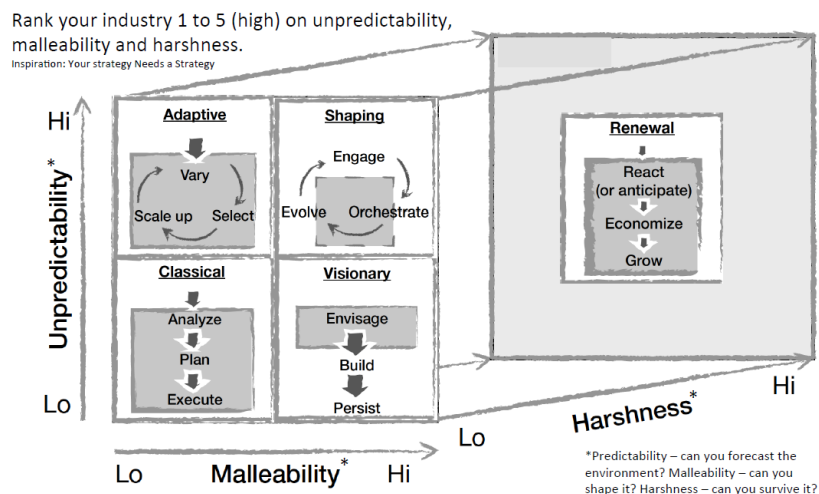 Rank your industry 1 to 5 (high) on unpredictability,
malleability and harshness.
Inspiration: Your strategy Needs a Strategy
Hi
Unpredictability*
Lo
Adaptive
Vary
Scale up
Select
Shaping
Engage
Evolve
Orchestrate
Classical
Analyze
Plan
Execute
Visionary
Envisage
Build
Persist
Renewal
React
(or anticipate)
Economize
Grow
Lo
Malleability*
Hi
Lo
Harshness*
Hi
*Predictability – can you forecast the
environment? Malleability – can you
shape it? Harshness – can you survive it?